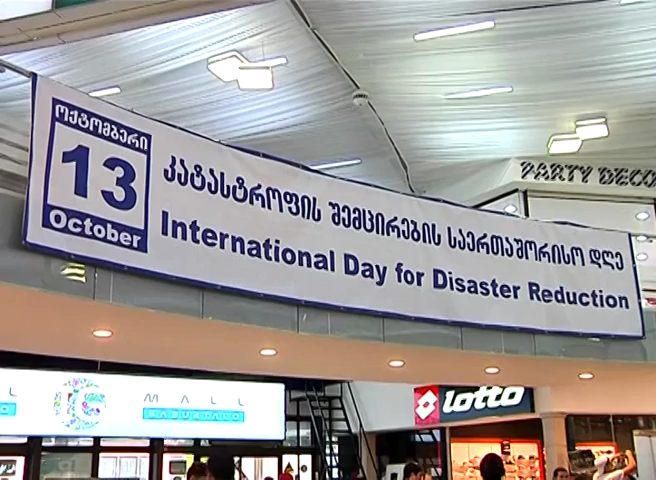 ოქტომბერი
13
October
კატასტროფის შემცირების საერთაშორისო დღე
International Day for Disaster Reduction
PARTY DECO
MALL
lotto